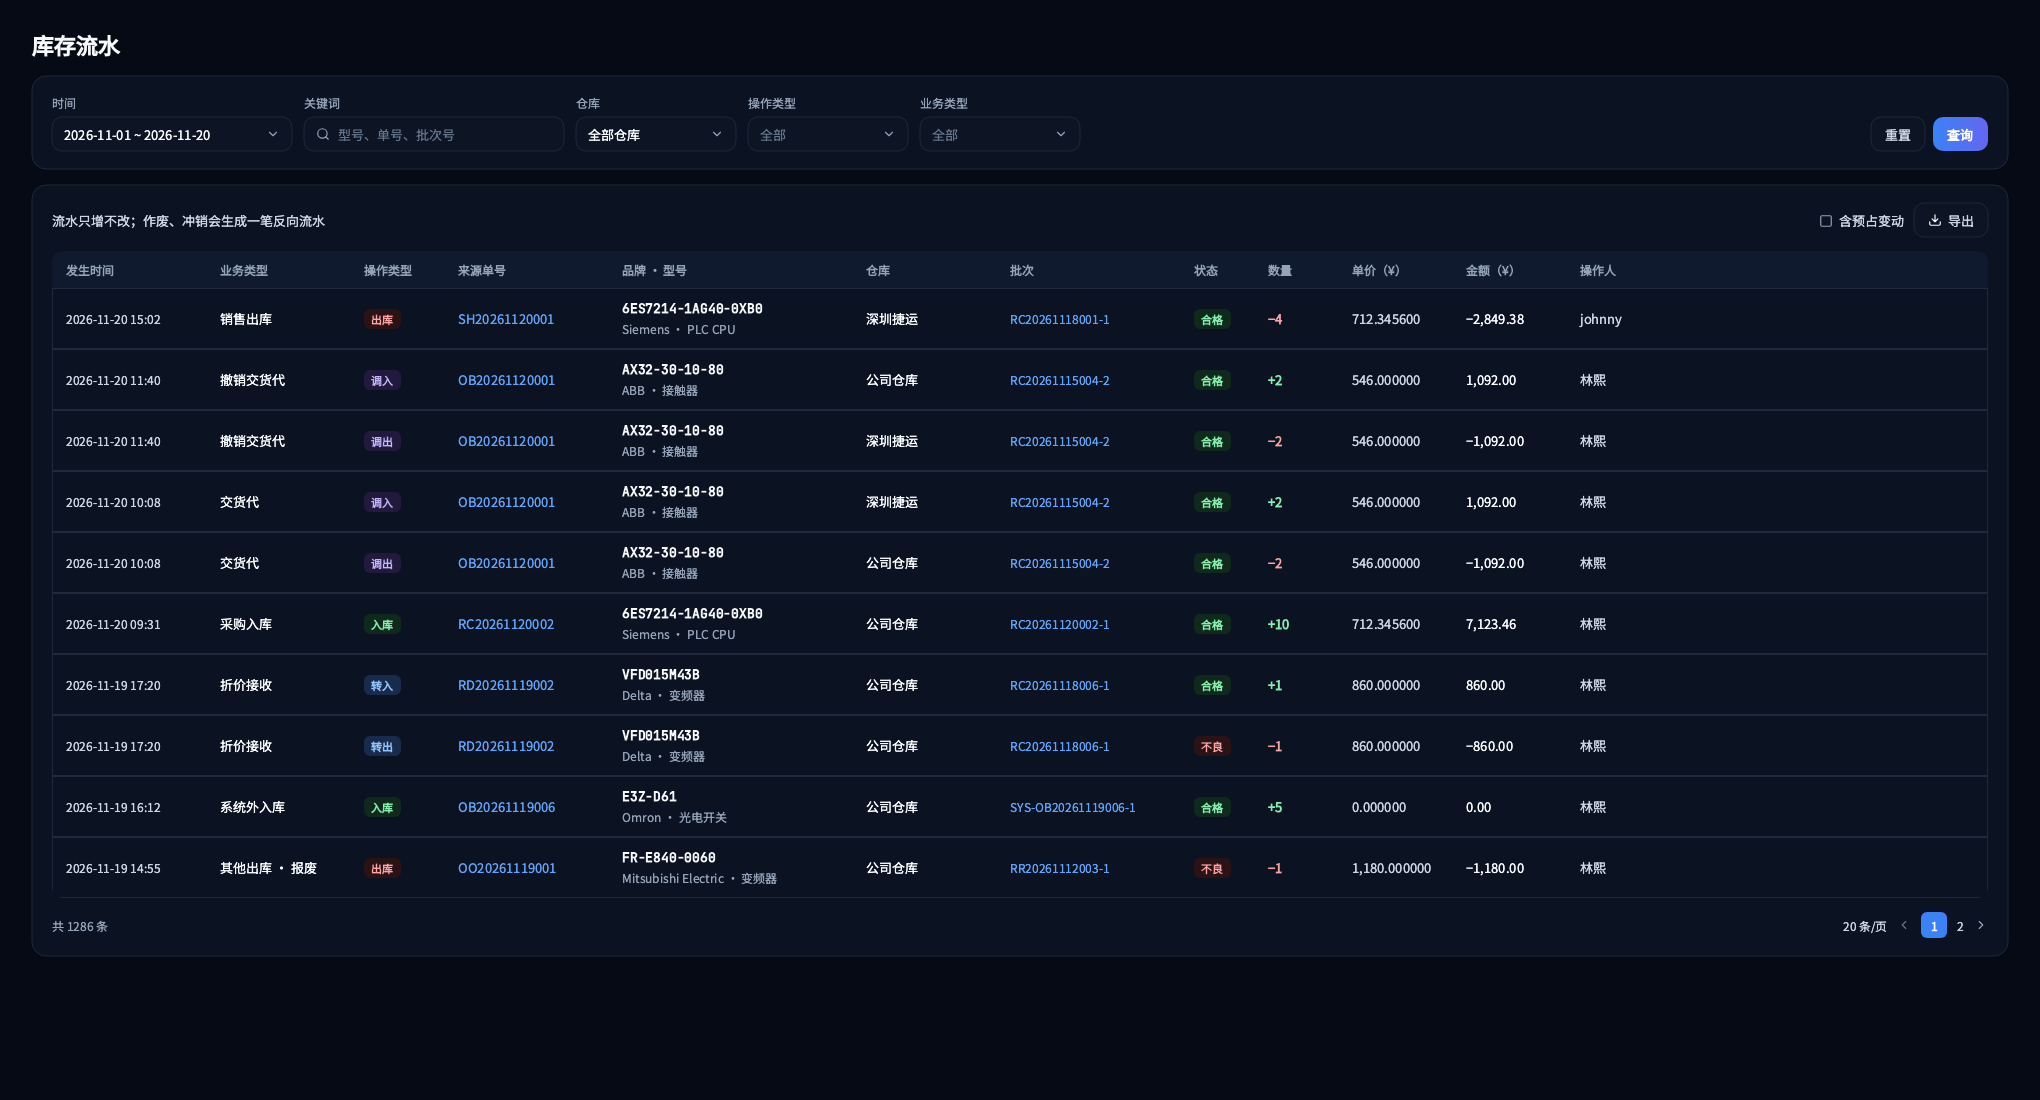 库存流水
时间 关键词 仓库 操作类型 业务类型
2026-11-01 ~ 2026-11-20 型号、单号、批次号 全部仓库 全部 全部 重置 查询
流水只增不改；作废、冲销会生成一笔反向流水 含预占变动 导出
发生时间 业务类型 操作类型 来源单号 品牌 · 型号 仓库 批次 状态 数量 单价（¥） 金额（¥） 操作人
2026-11-20 15:02 销售出库 出库 SH20261120001 6ES7214-1AG40-0XB0 深圳捷运 RC20261118001-1 合格 −4 712.345600 −2,849.38 johnny
Siemens · PLC CPU
2026-11-20 11:40 撤销交货代 调入 OB20261120001 AX32-30-10-80 公司仓库 RC20261115004-2 合格 +2 546.000000 1,092.00 林熙
ABB · 接触器
2026-11-20 11:40 撤销交货代 调出 OB20261120001 AX32-30-10-80 深圳捷运 RC20261115004-2 合格 −2 546.000000 −1,092.00 林熙
ABB · 接触器
2026-11-20 10:08 交货代 调入 OB20261120001 AX32-30-10-80 深圳捷运 RC20261115004-2 合格 +2 546.000000 1,092.00 林熙
ABB · 接触器
2026-11-20 10:08 交货代 调出 OB20261120001 AX32-30-10-80 公司仓库 RC20261115004-2 合格 −2 546.000000 −1,092.00 林熙
ABB · 接触器
2026-11-20 09:31 采购入库 入库 RC20261120002 6ES7214-1AG40-0XB0 公司仓库 RC20261120002-1 合格 +10 712.345600 7,123.46 林熙
Siemens · PLC CPU
2026-11-19 17:20 折价接收 转入 RD20261119002 VFD015M43B 公司仓库 RC20261118006-1 合格 +1 860.000000 860.00 林熙
Delta · 变频器
2026-11-19 17:20 折价接收 转出 RD20261119002 VFD015M43B 公司仓库 RC20261118006-1 不良 −1 860.000000 −860.00 林熙
Delta · 变频器
2026-11-19 16:12 系统外入库 入库 OB20261119006 E3Z-D61 公司仓库 SYS-OB20261119006-1 合格 +5 0.000000 0.00 林熙
Omron · 光电开关
2026-11-19 14:55 其他出库 · 报废 出库 OO20261119001 FR-E840-0060 公司仓库 RR20261112003-1 不良 −1 1,180.000000 −1,180.00 林熙
Mitsubishi Electric · 变频器
共 1286 条 20 条/页 1 2